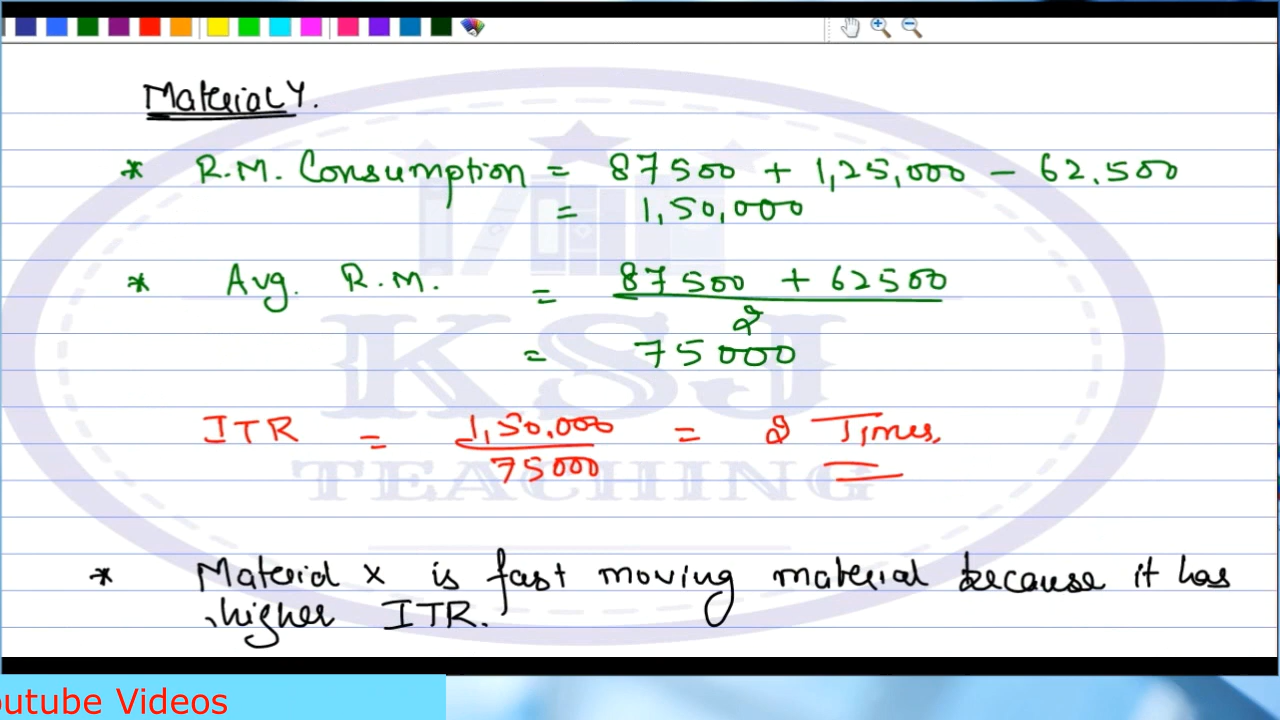 Material Y.
* R.M. Consumption = 87500 + 1,25,000 - 62.500
= 1,50,000
* Avg. R.M. = 87500 + 62500
2
= 75000
ITR = 1,50,000 = 2 Times.
75000
KSJ
TEACHING
* Material X is fast moving material because it has
higher ITR.
outube Videos